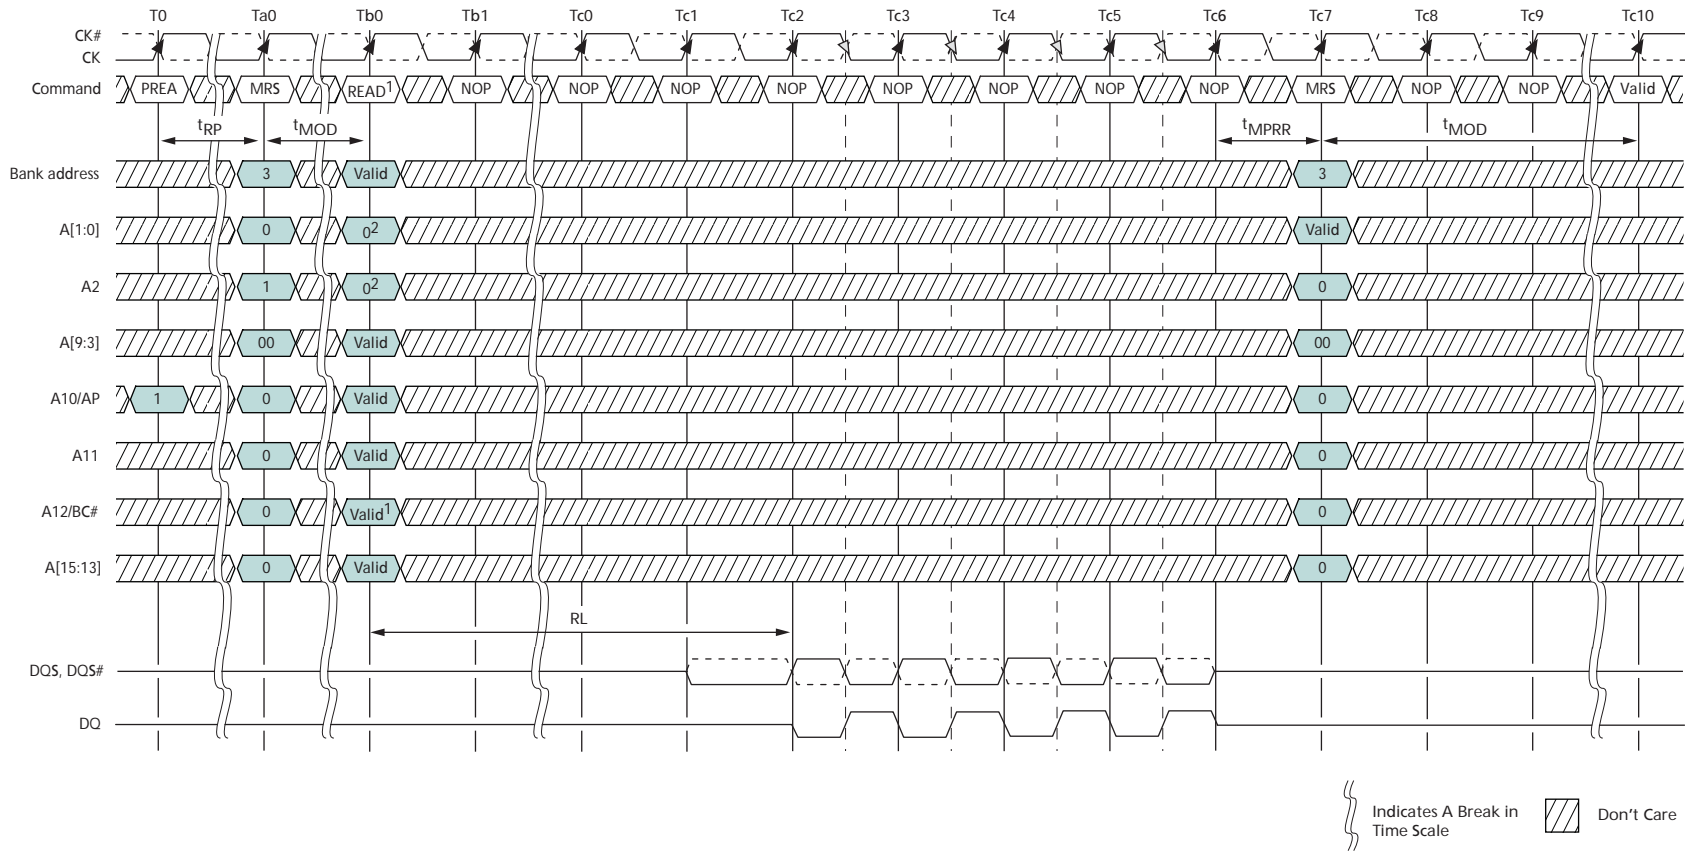 T0 Ta0 Tb0 Tb1 Tc0 Tc1 Tc2 Tc3 Tc4 Tc5 Tc6 Tc7 Tc8 Tc9 Tc10
CK#
CK
Command PREA MRS READ1 NOP NOP NOP NOP NOP NOP NOP NOP MRS NOP NOP Valid
tRP tMOD tMPRR tMOD
Bank address 3 Valid 3
A[1:0] 0 02 Valid
A2 1 02 0
A[9:3] 00 Valid 00
A10/AP 1 0 Valid 0
A11 0 Valid 0
A12/BC# 0 Valid1 0
A[15:13] 0 Valid 0
RL
DQS, DQS#
DQ
Indicates A Break in
Time Scale
Don't Care